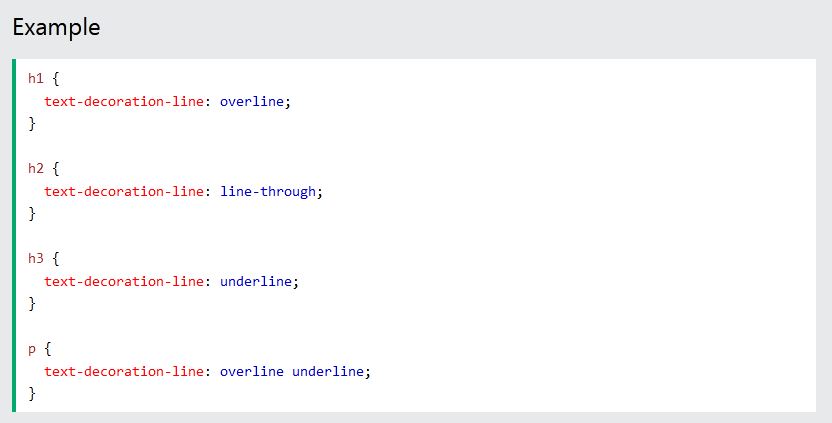 Example
h1 {
  text-decoration-line: overline;
}
h2 {
  text-decoration-line: line-through;
}
h3 {
  text-decoration-line: underline;
}
p {
  text-decoration-line: overline underline;
}